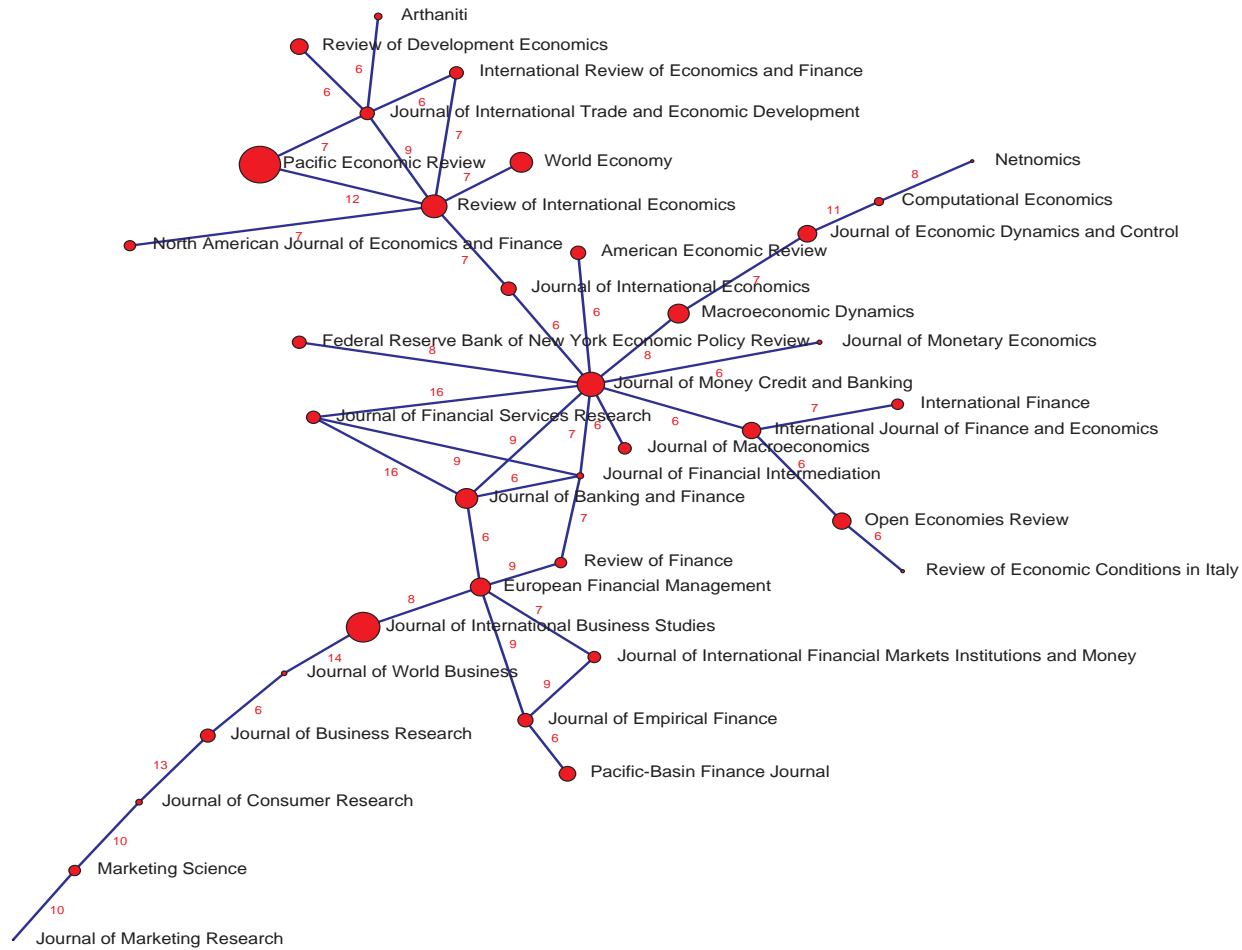 Arthaniti
Review of Development Economics
6
International Review of Economics and Finance
6
6
Journal of International Trade and Economic Development
7
7
9
Pacific Economic Review
World Economy
Netnomics
8
7
12
Review of International Economics
Computational Economics
11
7
North American Journal of Economics and Finance
Journal of Economic Dynamics and Control
American Economic Review
7
7
Journal of International Economics
6
Macroeconomic Dynamics
6
Federal Reserve Bank of New York Economic Policy Review
Journal of Monetary Economics
8
8
6
Journal of Money Credit and Banking
16
International Finance
7
Journal of Financial Services Research
6
6
International Journal of Finance and Economics
7
9
Journal of Macroeconomics
9
6
16
Journal of Financial Intermediation
6
Journal of Banking and Finance
7
Open Economies Review
6
6
Review of Finance
9
Review of Economic Conditions in Italy
European Financial Management
8
7
Journal of International Business Studies
9
14
Journal of International Financial Markets Institutions and Money
Journal of World Business
9
6
Journal of Empirical Finance
Journal of Business Research
6
13
Pacific-Basin Finance Journal
Journal of Consumer Research
10
Marketing Science
10
Journal of Marketing Research